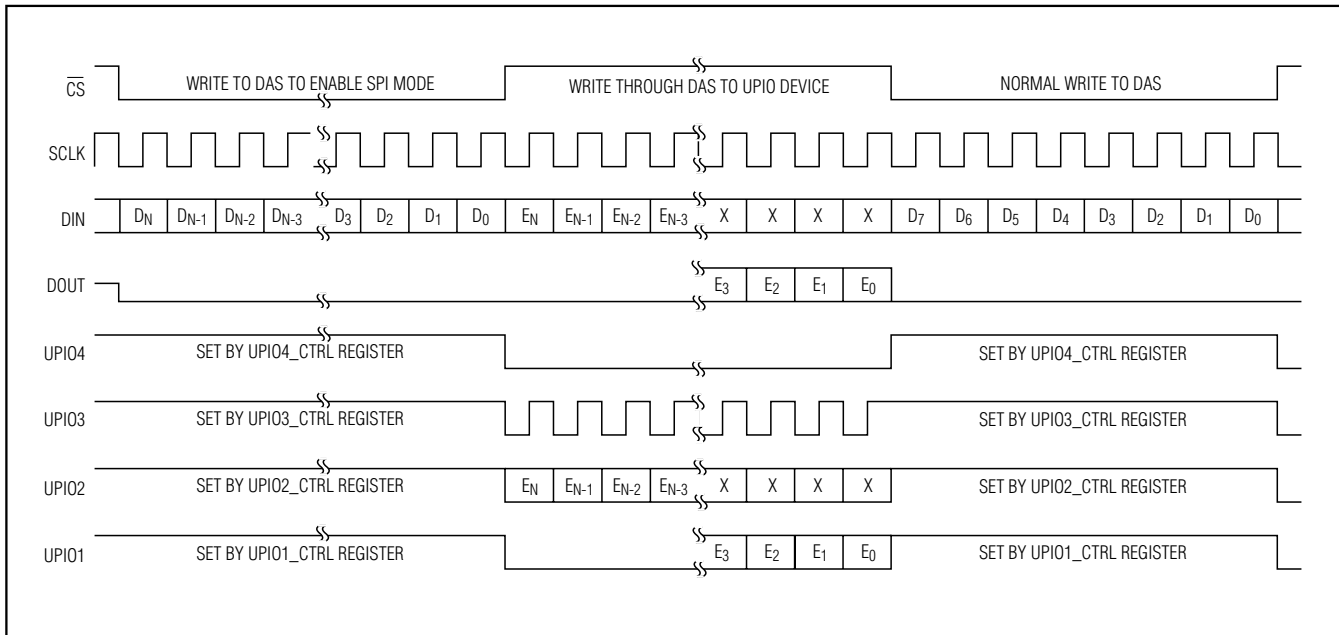 CS WRITE TO DAS TO ENABLE SPI MODE WRITE THROUGH DAS TO UPIO DEVICE NORMAL WRITE TO DAS
SCLK
DIN DN DN-1 DN-2 DN-3 D3 D2 D1 D0 EN EN-1 EN-2 EN-3 X X X X D7 D6 D5 D4 D3 D2 D1 D0
DOUT E3 E2 E1 E0
UPIO4 SET BY UPIO4_CTRL REGISTER SET BY UPIO4_CTRL REGISTER
UPIO3 SET BY UPIO3_CTRL REGISTER SET BY UPIO3_CTRL REGISTER
UPIO2 SET BY UPIO2_CTRL REGISTER EN EN-1 EN-2 EN-3 X X X X SET BY UPIO2_CTRL REGISTER
UPIO1 SET BY UPIO1_CTRL REGISTER E3 E2 E1 E0 SET BY UPIO1_CTRL REGISTER